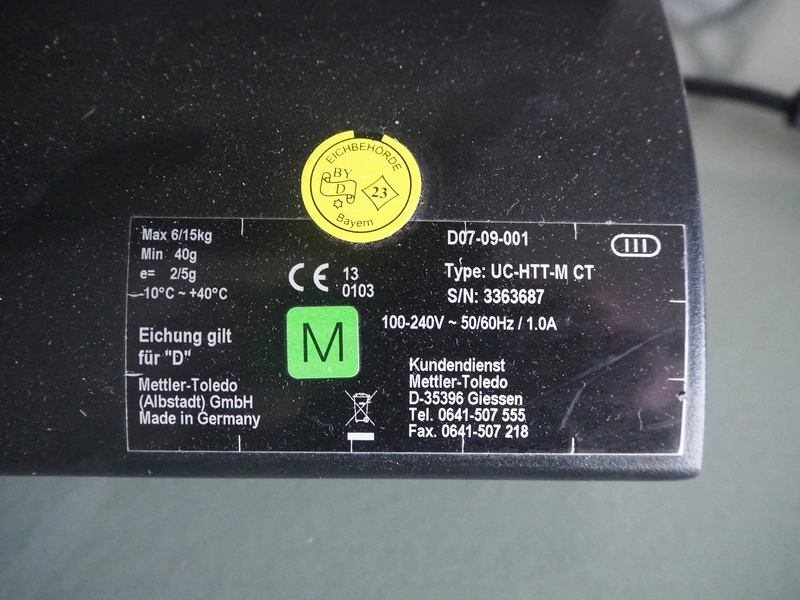 EICHBEHÖRDE
BY
D
23
Bayern
Max 6/15kg
Min 40g
e= 2/5g
-10°C ~ +40°C
CE 13
0103
D07-09-001
III
Type: UC-HTT-M CT
S/N: 3363687
100-240V ~ 50/60Hz / 1.0A
M
Eichung gilt
für "D"
Mettler-Toledo
(Albstadt) GmbH
Made in Germany
Kundendienst
Mettler-Toledo
D-35396 Giessen
Tel. 0641-507 555
Fax. 0641-507 218